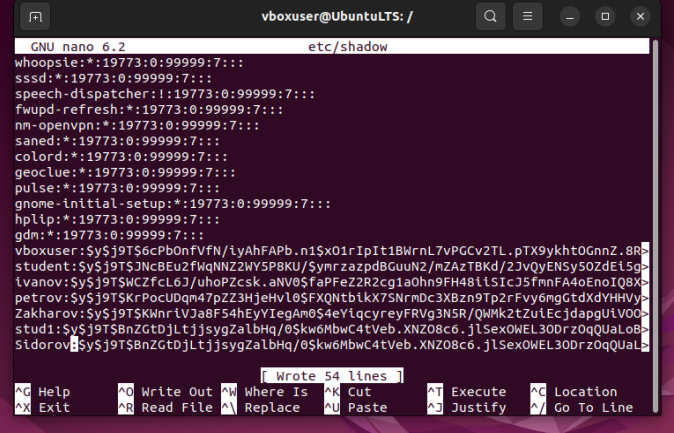 vboxuser@UbuntuLTS: /
GNU nano 6.2 etc/shadow
whoopsie:*:19773:0:99999:7:::
sssd:*:19773:0:99999:7:::
speech-dispatcher:!:19773:0:99999:7:::
fwupd-refresh:*:19773:0:99999:7:::
nm-openvpn:*:19773:0:99999:7:::
saned:*:19773:0:99999:7:::
colord:*:19773:0:99999:7:::
geoclue:*:19773:0:99999:7:::
pulse:*:19773:0:99999:7:::
gnome-initial-setup:*:19773:0:99999:7:::
hplip:*:19773:0:99999:7:::
gdm:*:19773:0:99999:7:::
vboxuser:$y$j9T$6cPbOnfVfN/iyAhFAPb.n1$xO1rIpIt1BWrnL7vPGCv2TL.pTX9ykhtOGnnZ.8R>
student:$y$j9T$JNcBEu2fWqNNZ2WY5P8KU/$ymrzazpdBGuuN2/mZAzTBKd/2JvQyENSy5OZdEi5g>
ivanov:$y$j9T$WCZfcL6J/uhoPZcsk.aNV0$faPFeZ2R2cg1aOhn9FH48iiSIcJ5fmnFA4oEnoIQ8X>
petrov:$y$j9T$KrPocUDqm47pZZ3HjeHvl0$FXQNtbikX7SNrmDc3XBzn9Tp2rFvy6mgGtdXdYHHVy>
Zakharov:$y$j9T$KWnriVJa8F54hEyYIegAm0$4eYiqcyreyFRVg3N5R/QWMk2tZuiEcjdapgUiVOO>
stud1:$y$j9T$BnZGtDjLtjjsygZalbHq/0$kw6MbwC4tVeb.XNZO8c6.jlSexOWEL3ODrzOqQUaLoB>
Sidorov:$y$j9T$BnZGtDjLtjjsygZalbHq/0$kw6MbwC4tVeb.XNZO8c6.jlSexOWEL3ODrzOqQUaL>
[ Wrote 54 lines ]
^G Help ^O Write Out ^W Where Is ^K Cut ^T Execute ^C Location
^X Exit ^R Read File ^\ Replace ^U Paste ^J Justify ^/ Go To Line